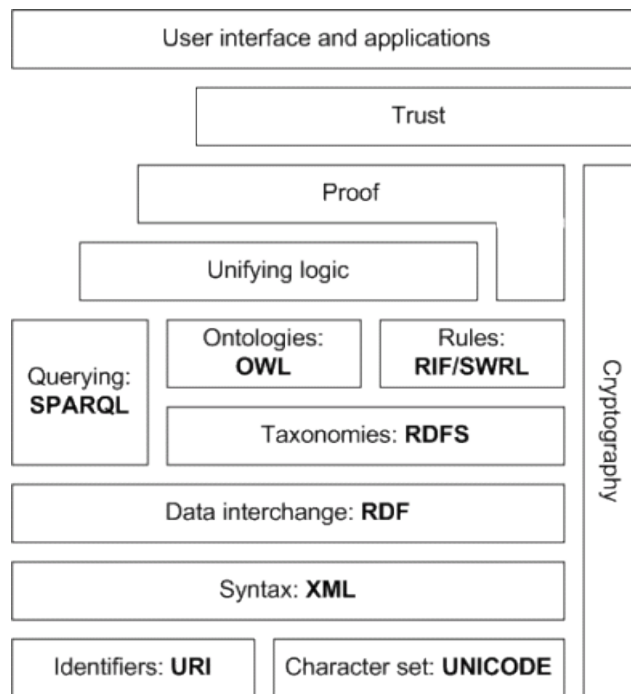 User interface and applications
Trust
Proof
Unifying logic
Querying:
SPARQL
Ontologies:
OWL
Rules:
RIF/SWRL
Taxonomies: RDFS
Data interchange: RDF
Syntax: XML
Identifiers: URI
Character set: UNICODE
Cryptography